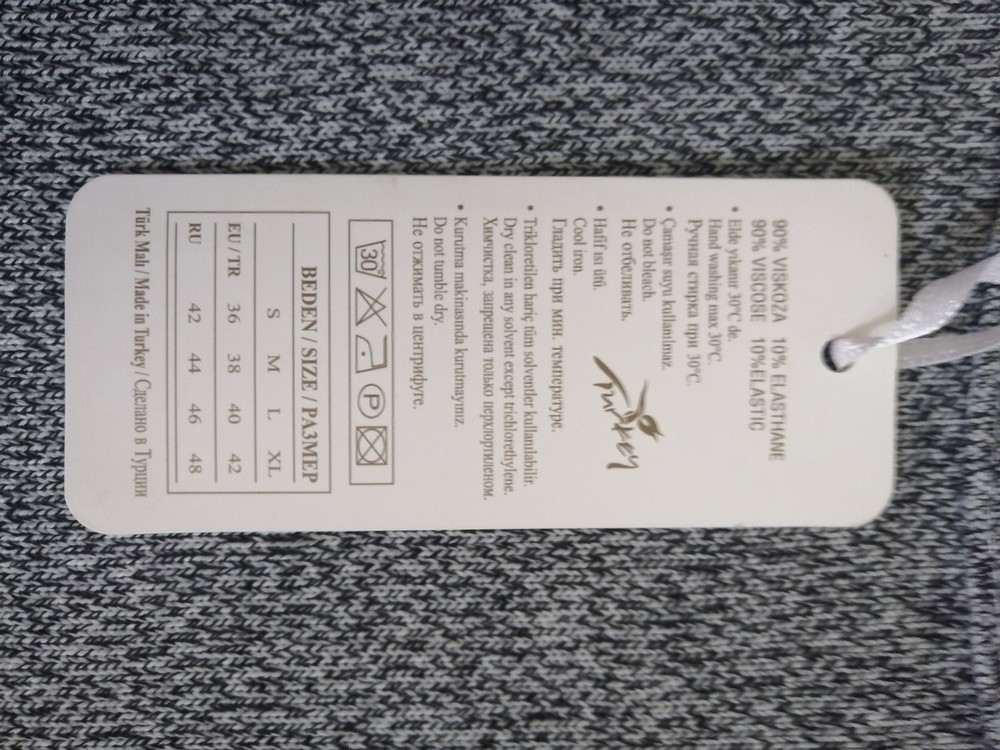 90% VISKOZA 10% ELASTHANE
90% VISCOSE 10%ELASTIG
• Elde yıkanır 30°C de.
Hand washing max 30°C.
Ручная стирка при 30°C.
• Çamaşır suyu kullanılmaz.
Do not bleach.
Не отбеливать.
• Hafif ısı ütü.
Cool iron.
Гладить при мин. температуре.
Turkey
• Trikloretilen hariç tüm solventler kullanılabilir.
Dry clean in any solvent except trichlorethylene.
Химчистка, запрещена только перхлорэтиленом.
• Kurutma makinasında kurutmayınız.
Do not tumble dry.
Не отжимать в центрифуге.
30 P
BEDEN / SIZE / РАЗМЕР
S M L XL
EU / TR 36 38 40 42
RU 42 44 46 48
Türk Malı / Made in Turkey / Сделано в Турции